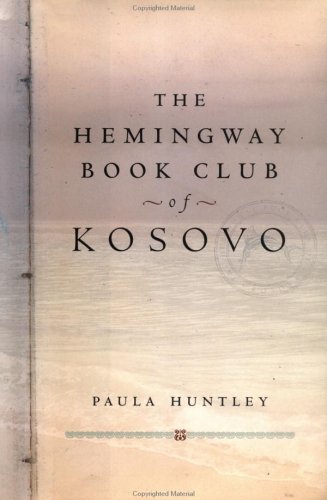 THE
HEMINGWAY
BOOK CLUB
~of~
KOSOVO
PAULA HUNTLEY